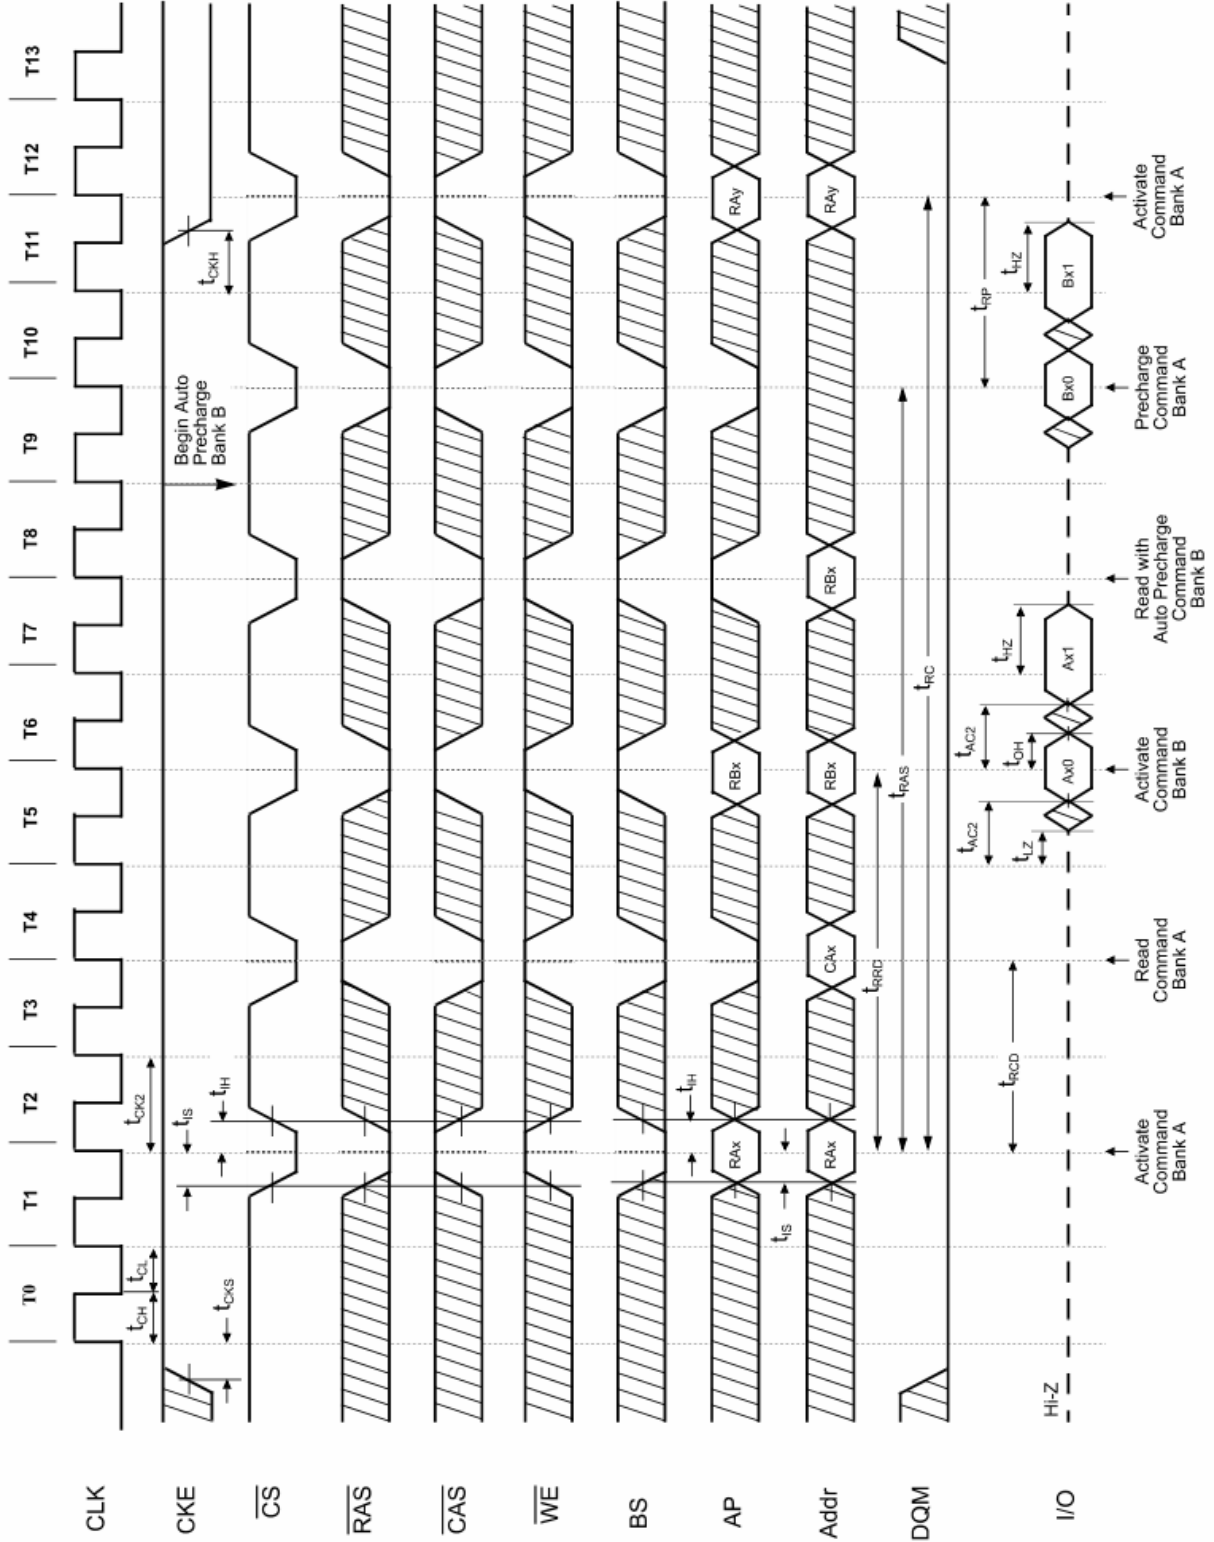 T0 T1 T2 T3 T4 T5 T6 T7 T8 T9 T10 T11 T12 T13
CLK
tCH tCL tCK2
CKE
tCKS tIS tIH
Begin Auto
Precharge
Bank B
tCKH
CS
RAS
CAS
WE
BS
tIH
AP
RAx RBx RAy
tIS
Addr
RAx CAx RBx RBx RAy
tRRD
DQM
tRAS
tRC
tRCD
tAC2 tAC2
tRP
tLZ tOH tHZ tHZ
I/O
Hi-Z Ax0 Ax1 Bx0 Bx1
Activate
Command
Bank A
Read
Command
Bank A
Activate
Command
Bank B
Read with
Auto Precharge
Command
Bank B
Precharge
Command
Bank A
Activate
Command
Bank A